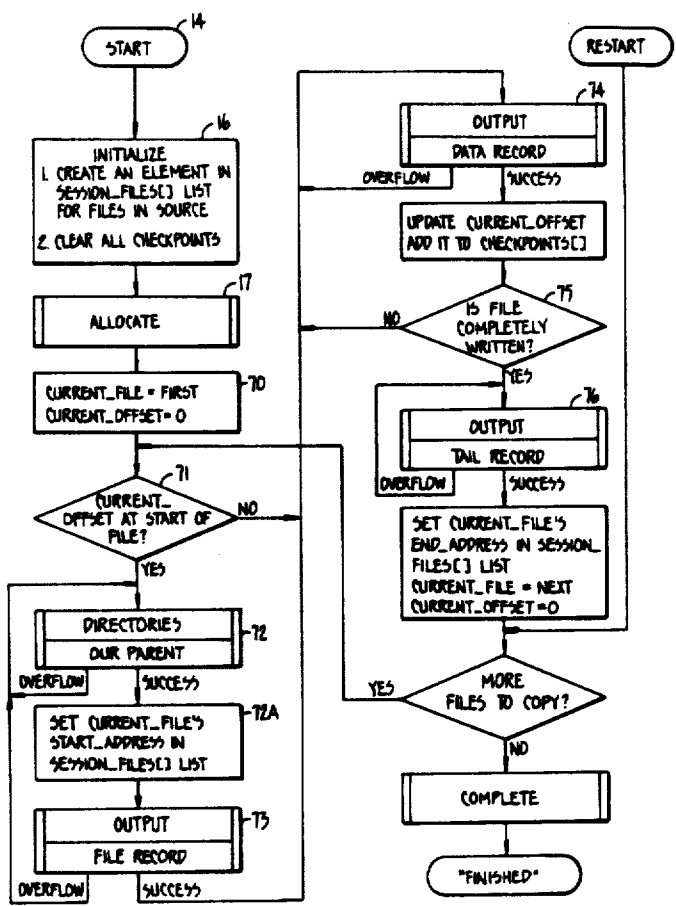 START
14
INITIALIZE
16
1. CREATE AN ELEMENT IN
SESSION_FILES[] LIST
FOR FILES IN SOURCE
2. CLEAR ALL CHECKPOINTS
ALLOCATE
17
CURRENT_FILE = FIRST
CURRENT_OFFSET = 0
70
CURRENT_
OFFSET AT START OF
FILE?
71
NO
YES
DIRECTORIES
OUR PARENT
72
OVERFLOW
SUCCESS
SET CURRENT_FILE'S
START_ADDRESS IN
SESSION_FILES[] LIST
72A
OUTPUT
FILE RECORD
73
OVERFLOW
SUCCESS
RESTART
OUTPUT
DATA RECORD
74
OVERFLOW
SUCCESS
UPDATE CURRENT_OFFSET
ADD IT TO CHECKPOINTS[]
IS FILE
COMPLETELY
WRITTEN?
75
NO
YES
OUTPUT
TAIL RECORD
76
OVERFLOW
SUCCESS
SET CURRENT_FILE'S
END_ADDRESS IN SESSION_
FILES[] LIST
CURRENT_FILE = NEXT
CURRENT_OFFSET = 0
MORE
FILES TO COPY?
YES
NO
COMPLETE
"FINISHED"